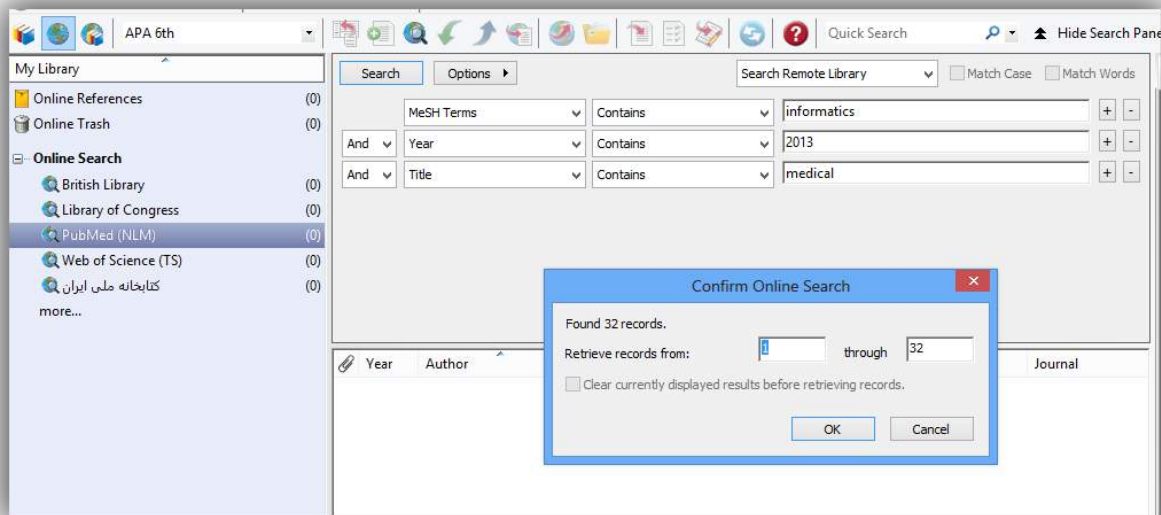 APA 6th
Quick Search
Hide Search Pane
My Library
Online References (0)
Online Trash (0)
Online Search
British Library (0)
Library of Congress (0)
PubMed (NLM) (0)
Web of Science (TS) (0)
کتابخانه ملی ایران (0)
more...
Search Options Search Remote Library Match Case Match Words
MeSH Terms Contains informatics + -
And Year Contains 2013 + -
And Title Contains medical + -
Confirm Online Search
Found 32 records.
Retrieve records from: 1 through 32
Clear currently displayed results before retrieving records.
OK Cancel
Year Author Journal